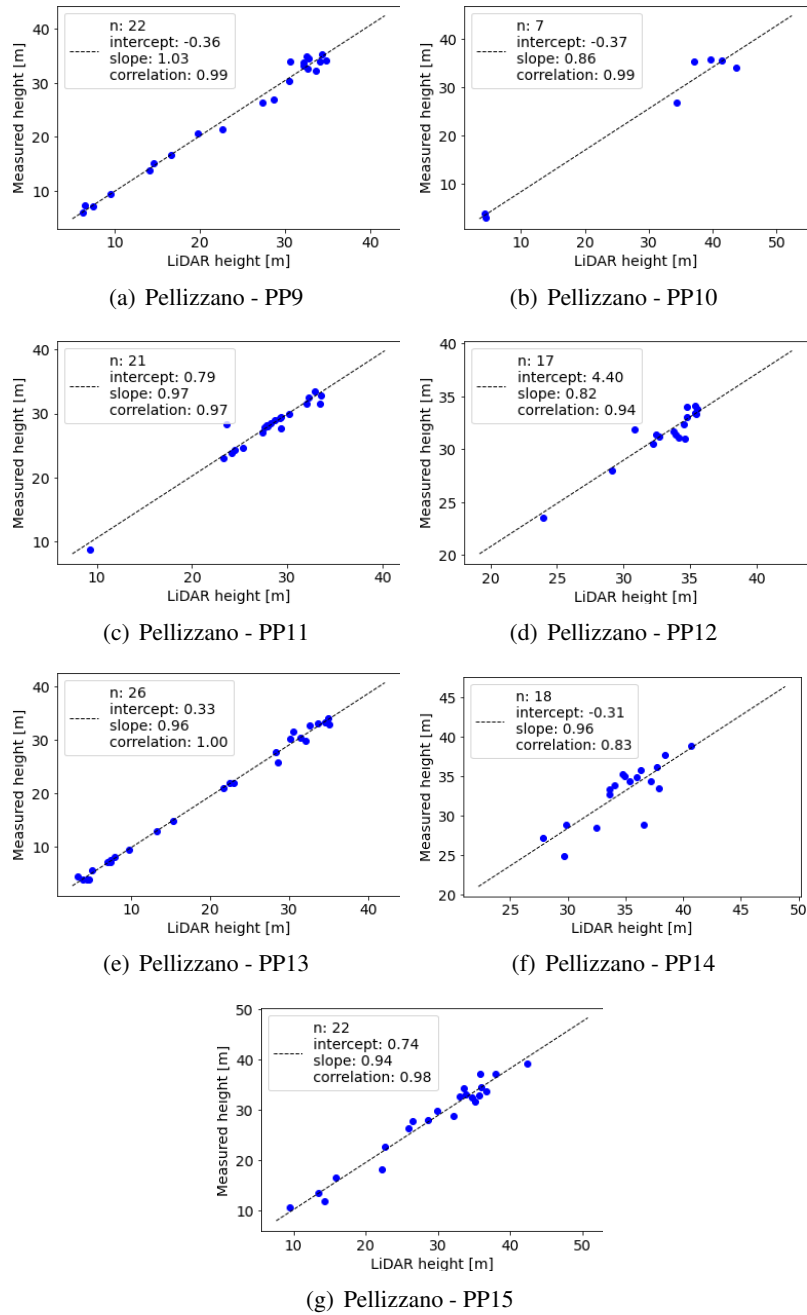 40
30
20
10
n: 22
intercept: -0.36
slope: 1.03
correlation: 0.99
Measured height [m]
10 20 30 40
LiDAR height [m]
(a) Pellizzano - PP9
40
30
20
10
n: 7
intercept: -0.37
slope: 0.86
correlation: 0.99
Measured height [m]
10 20 30 40 50
LiDAR height [m]
(b) Pellizzano - PP10
40
30
20
10
n: 21
intercept: 0.79
slope: 0.97
correlation: 0.97
Measured height [m]
10 20 30 40
LiDAR height [m]
(c) Pellizzano - PP11
40
35
30
25
20
n: 17
intercept: 4.40
slope: 0.82
correlation: 0.94
Measured height [m]
20 25 30 35 40
LiDAR height [m]
(d) Pellizzano - PP12
40
30
20
10
n: 26
intercept: 0.33
slope: 0.96
correlation: 1.00
Measured height [m]
10 20 30 40
LiDAR height [m]
(e) Pellizzano - PP13
45
40
35
30
25
20
n: 18
intercept: -0.31
slope: 0.96
correlation: 0.83
Measured height [m]
25 30 35 40 45 50
LiDAR height [m]
(f) Pellizzano - PP14
50
40
30
20
10
n: 22
intercept: 0.74
slope: 0.94
correlation: 0.98
Measured height [m]
10 20 30 40 50
LiDAR height [m]
(g) Pellizzano - PP15